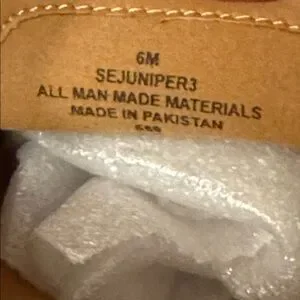 6M
SEJUNIPER3
ALL MAN MADE MATERIALS
MADE IN PAKISTAN